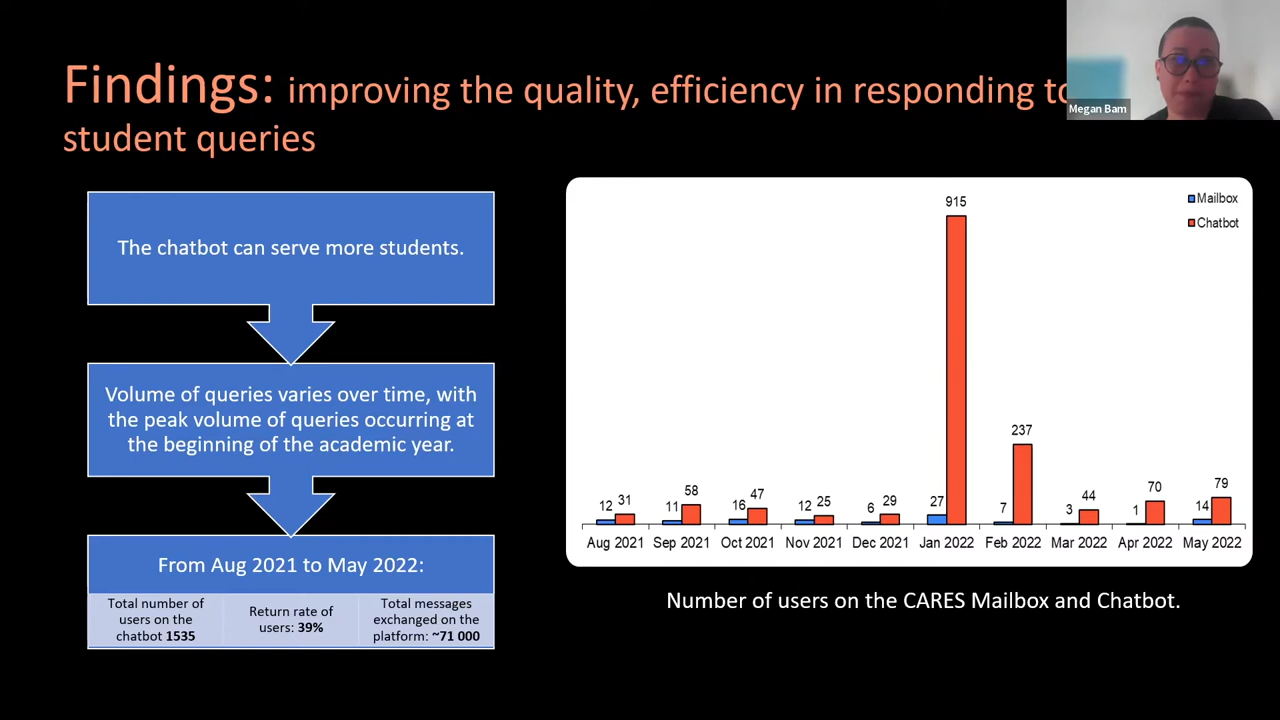 Findings: improving the quality, efficiency in responding to
student queries
Megan Bam
The chatbot can serve more students.
Volume of queries varies over time, with
the peak volume of queries occurring at
the beginning of the academic year.
From Aug 2021 to May 2022:
Total number of
users on the
chatbot 1535
Return rate of
users: 39%
Total messages
exchanged on the
platform: ~71 000
Mailbox
Chatbot
12 31
11 58
16 47
12 25
6 29
27 915
7 237
3 44
1 70
14 79
Aug 2021 Sep 2021 Oct 2021 Nov 2021 Dec 2021 Jan 2022 Feb 2022 Mar 2022 Apr 2022 May 2022
Number of users on the CARES Mailbox and Chatbot.